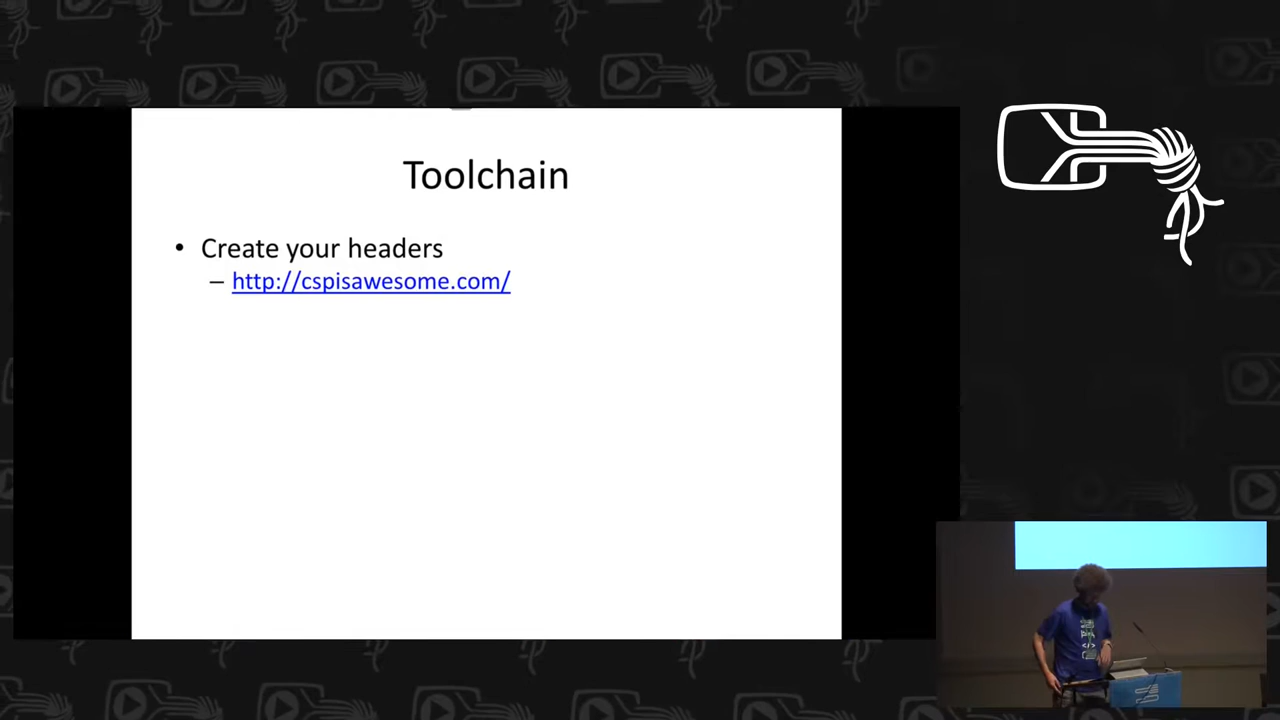 Toolchain
• Create your headers
– http://cspisawesome.com/